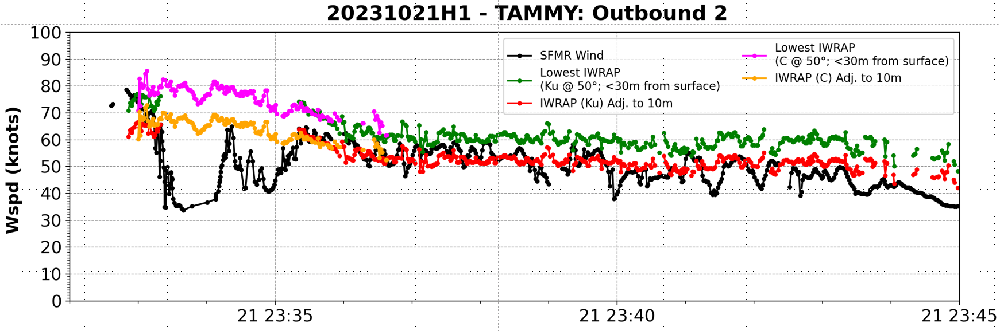 20231021H1 - TAMMY: Outbound 2
Wspd (knots)
100
90
80
70
60
50
40
30
20
10
0
SFMR Wind
Lowest IWRAP
(Ku @ 50°; <30m from surface)
IWRAP (Ku) Adj. to 10m
Lowest IWRAP
(C @ 50°; <30m from surface)
IWRAP (C) Adj. to 10m
21 23:35
21 23:40
21 23:45